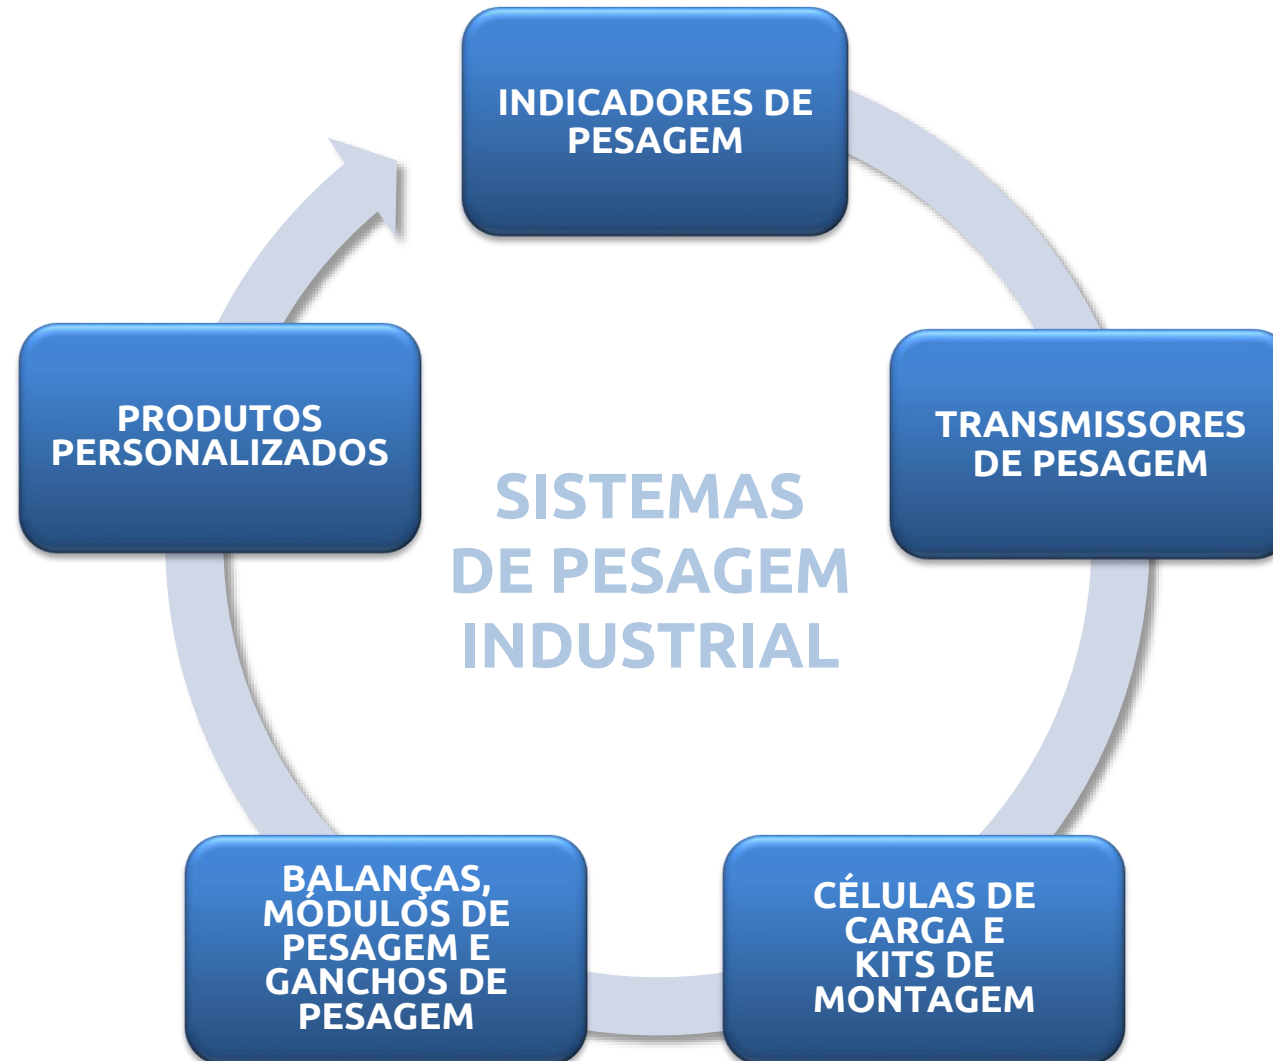 INDICADORES DE
PESAGEM
TRANSMISSORES
DE PESAGEM
CÉLULAS DE
CARGA E
KITS DE
MONTAGEM
BALANÇAS,
MÓDULOS DE
PESAGEM E
GANCHOS DE
PESAGEM
PRODUTOS
PERSONALIZADOS
SISTEMAS
DE PESAGEM
INDUSTRIAL